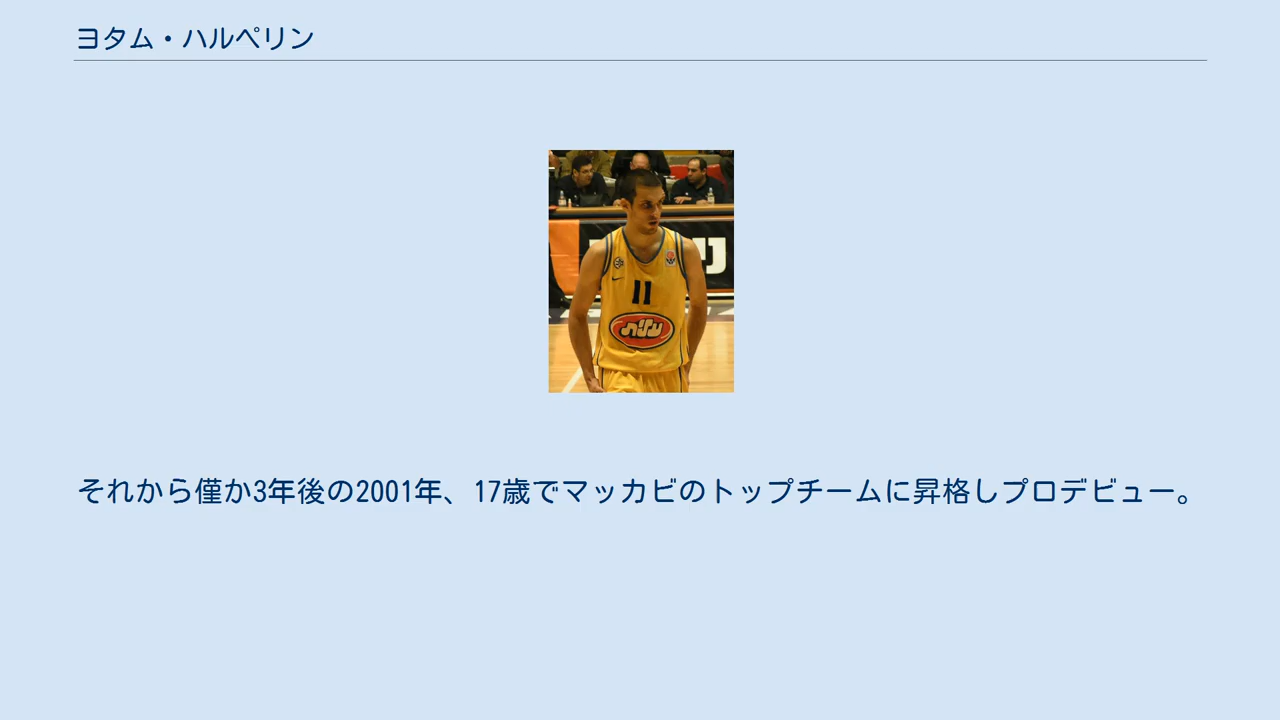 ヨタム・ハルペリン
11
それから僅か3年後の2001年、17歳でマッカビのトップチームに昇格しプロデビュー。